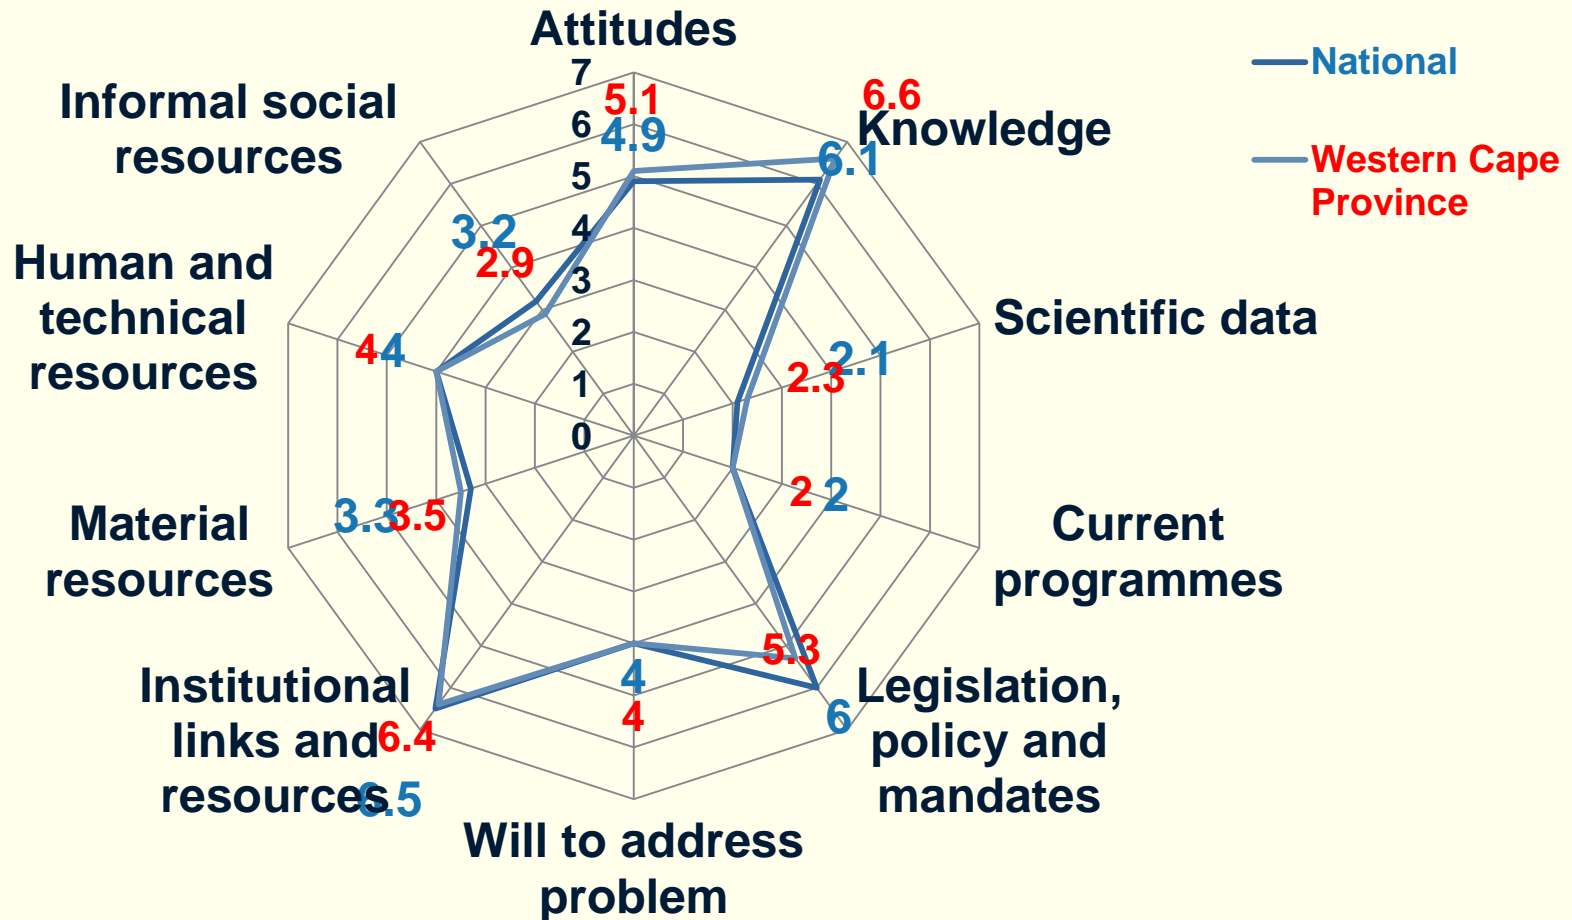 Attitudes
National
Western Cape
Province
Informal social
resources
Knowledge
7
6
5
4
3
2
1
0
5.1
4.9
6.6
6.1
3.2
2.9
Human and
technical
resources
Scientific data
4
4
2.1
2.3
2
2
Material
resources
3.3
3.5
Current
programmes
5.3
6
4
4
Institutional
links and
resources
6.4
6.5
Legislation,
policy and
mandates
Will to address
problem